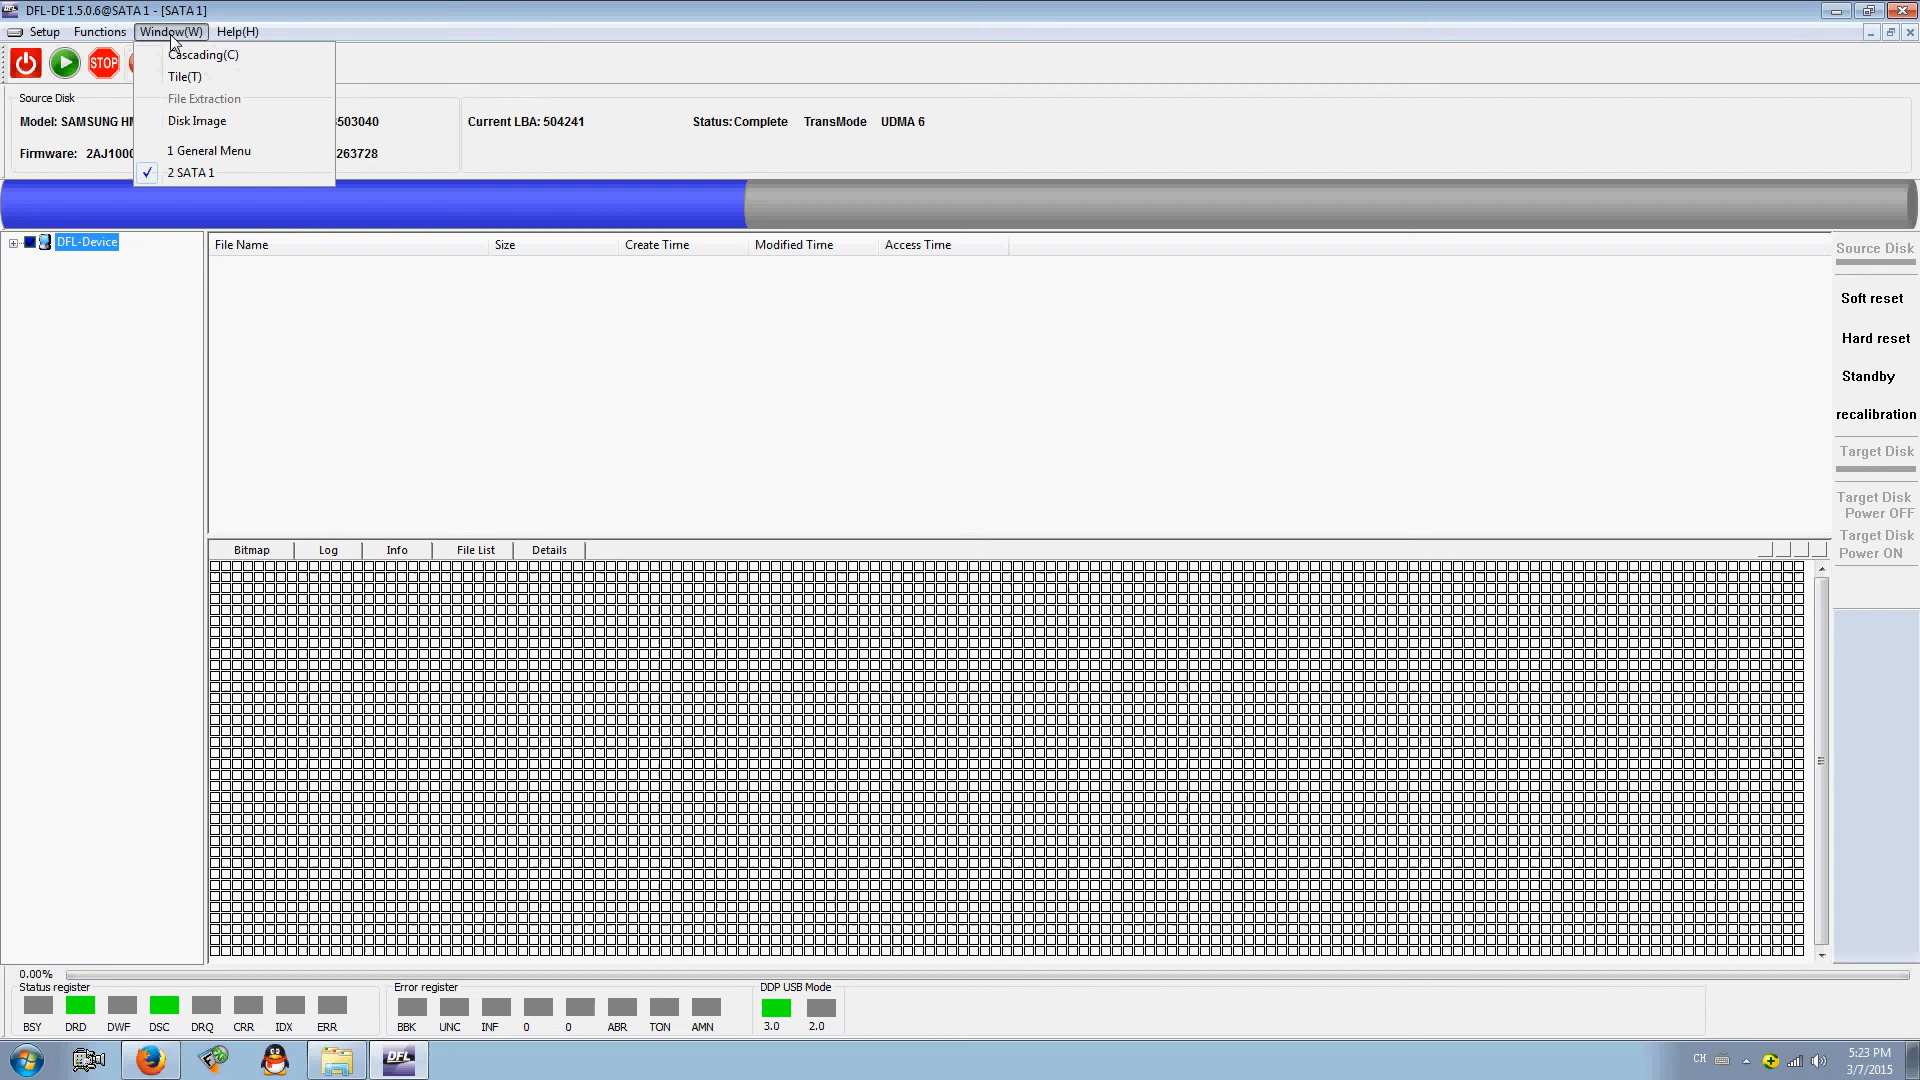 DFL-DE 1.5.0.6@SATA 1 - [SATA 1]
Setup Functions Window(W) Help(H)
Cascading(C)
Tile(T)
File Extraction
Disk Image
1 General Menu
2 SATA 1
STOP
Source Disk
Model: SAMSUNG HM 503040
Current LBA: 504241 Status:Complete TransMode UDMA 6
Firmware: 2AJ1000 263728
DFL-Device
File Name Size Create Time Modified Time Access Time
Source Disk
Soft reset
Hard reset
Standby
recalibration
Target Disk
Target Disk
Power OFF
Target Disk
Power ON
Bitmap Log Info File List Details
0.00%
Status register Error register DDP USB Mode
BSY DRD DWF DSC DRQ CRR IDX ERR BBK UNC INF 0 0 ABR TON AMN 3.0 2.0
DFL CH 5:23 PM
3/7/2015